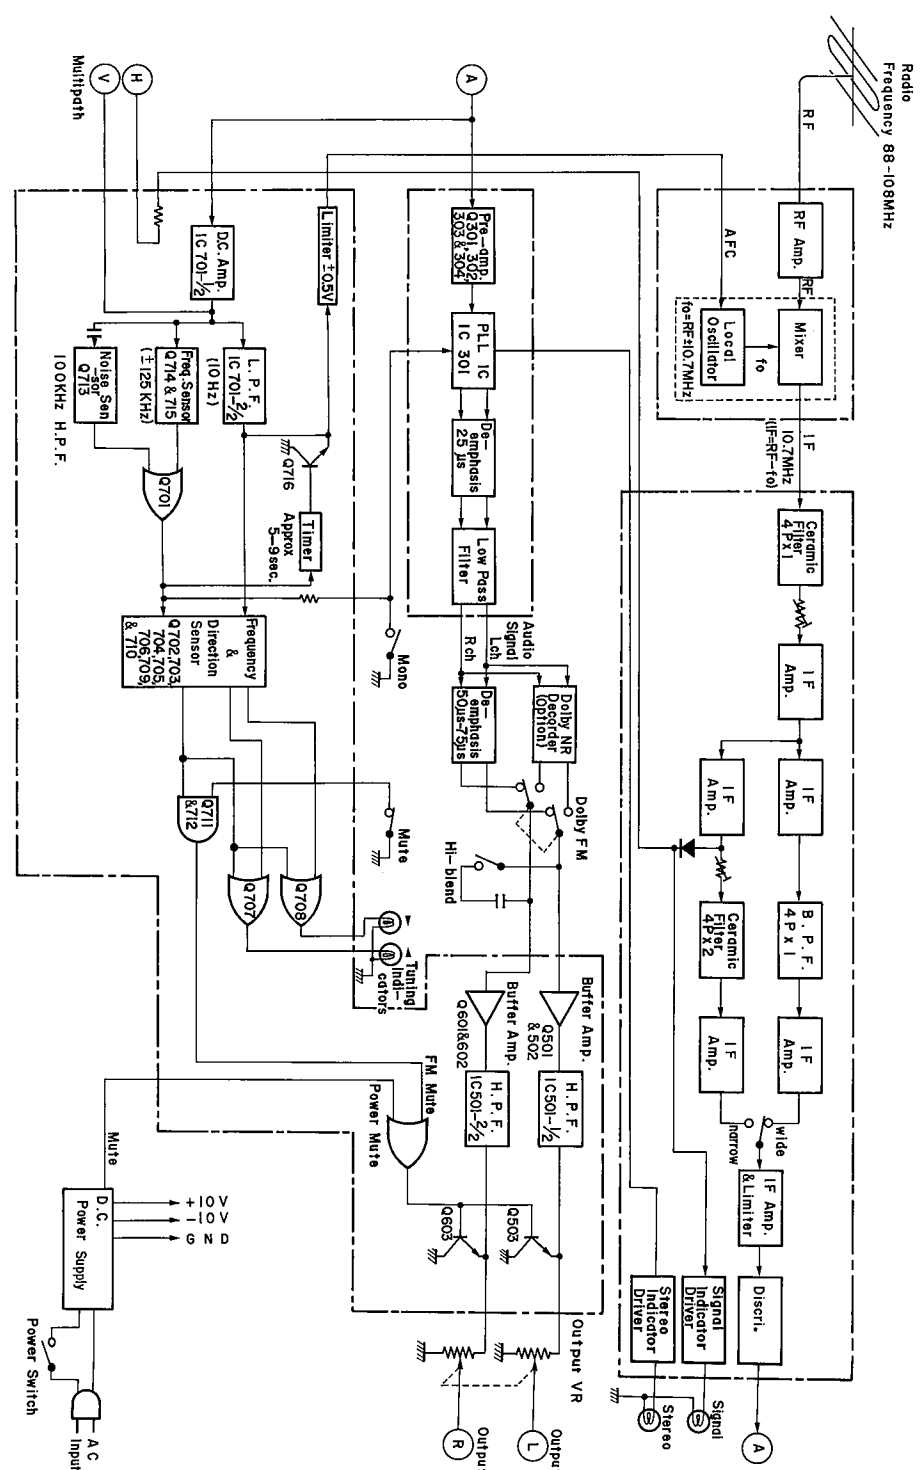 Radio
Frequency 88-108MHz
RF
RF Amp.
RF
Mixer
fo
Local
Oscillator
fo=RF±10.7MHz
AFC
IF
10.7MHz
(IF=RF-fo)
Ceramic
Filter
4P x 1
IF
Amp.
IF
Amp.
IF
Amp.
B. P. F.
4P x 1
Ceramic
Filter
4P x 2
IF
Amp.
IF
Amp.
wide
narrow
IF Amp.
& Limiter
Discri.
A
Signal
Indicator
Driver
Stereo
Indicator
Driver
Signal
Stereo
A
Pre-amp.
Q301, 302,
303 & 304
PLL IC
IC 301
De-
emphasis
25 µs
Low Pass
Filter
Audio
Signal
Lch
Rch
Dolby NR
Decorder
(Option)
De-
emphasis
50µs-75µs
Dolby FM
Hi-
blend
Buffer Amp.
Q501
& 502
H. P. F.
IC501-1/2
Buffer Amp.
Q601&602
H. P. F.
IC501-2/2
Q503
Q603
Output VR
L
R
Multipath
H
V
Limiter ±0.5V
D.C. Amp.
IC 701-1/2
L. P. F.
IC 701-2/2
(10Hz)
Freq. Sensor
Q714 & 715
(±125 KHz)
Noise Sen
-sor
Q713
100KHz H.P.F.
Q716
Timer
Approx
5-9sec.
Q701
Mono
Frequency
&
Direction
Sensor
Q702,703,
704,705,
706,709,
& 710
Mute
Q711
&712
Q708
Q707
Tuning
Indi-
cators
FM Mute
Power Mute
Mute
D.C.
Power Supply
+10V
-10V
GND
Power Switch
AC
Input